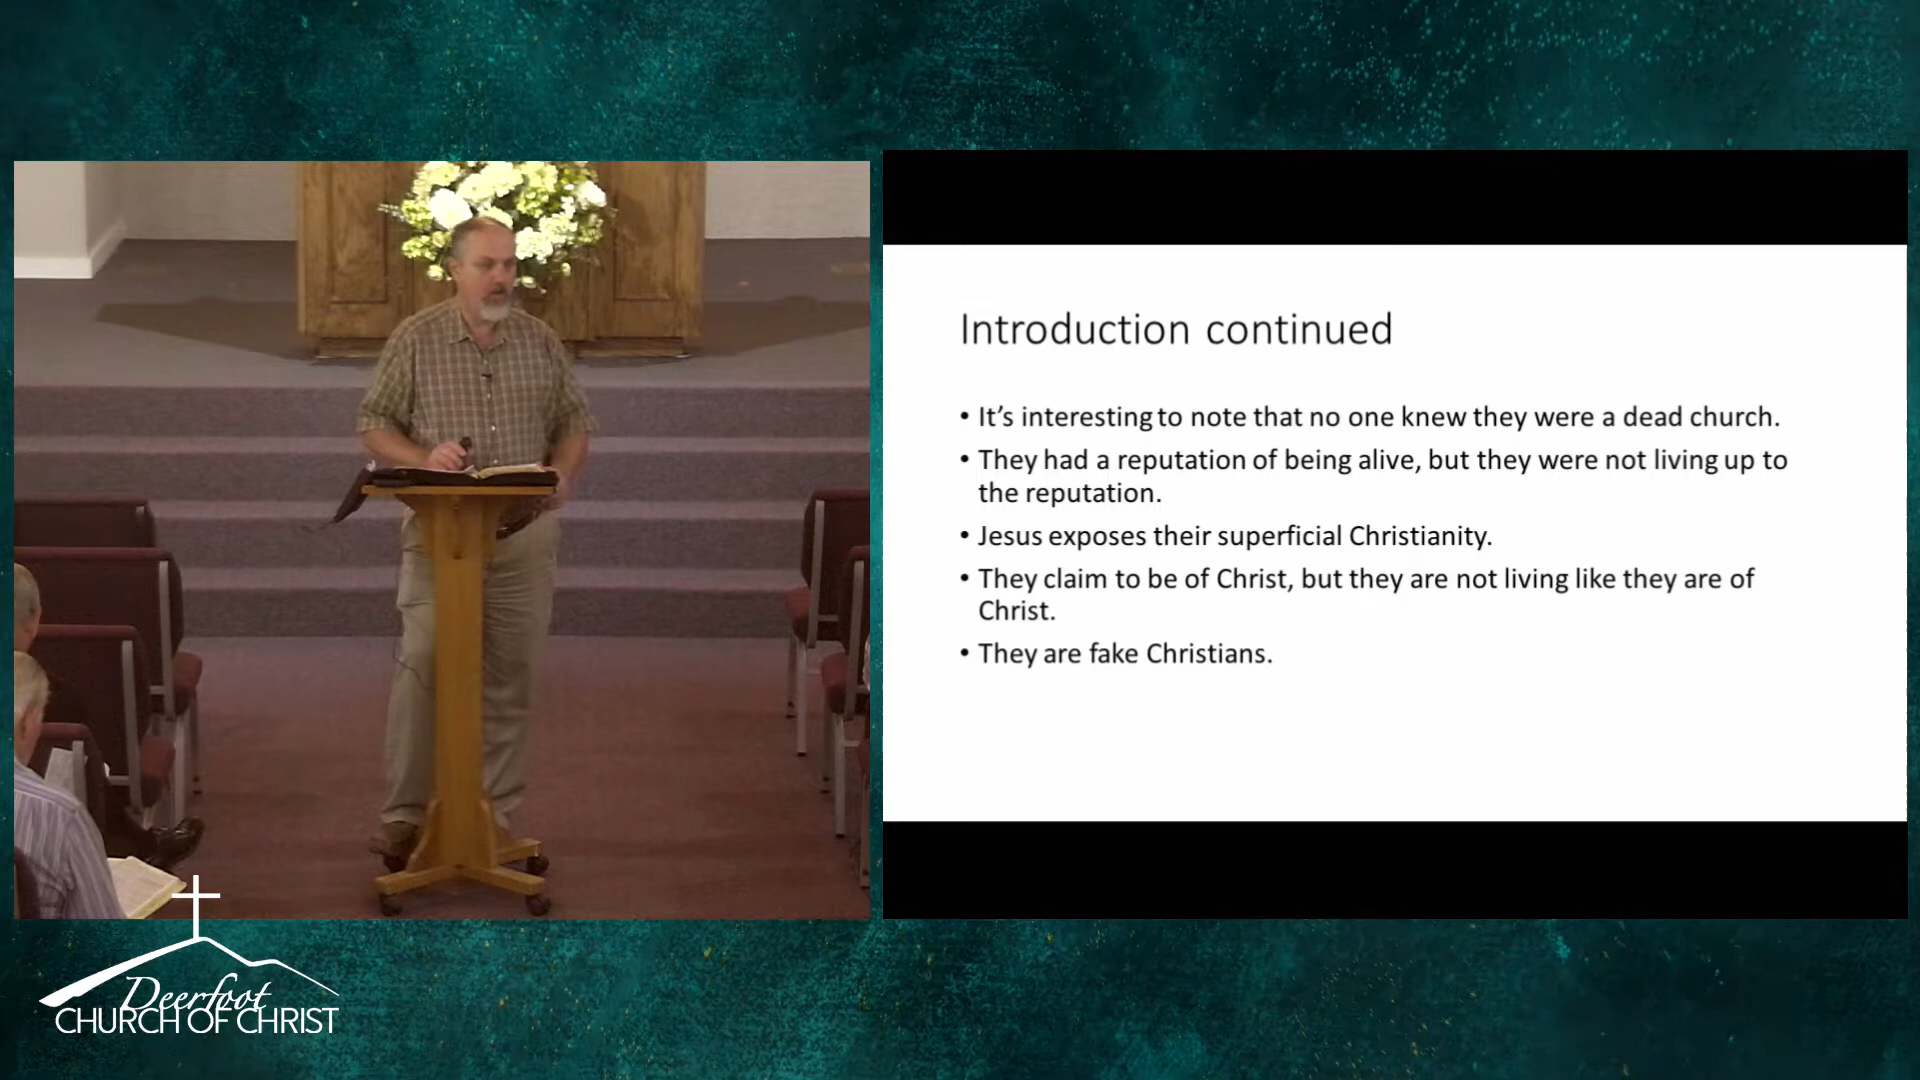 Introduction continued
• It’s interesting to note that no one knew they were a dead church.
• They had a reputation of being alive, but they were not living up to
the reputation.
• Jesus exposes their superficial Christianity.
• They claim to be of Christ, but they are not living like they are of
Christ.
• They are fake Christians.
Deerfoot
CHURCH OF CHRIST